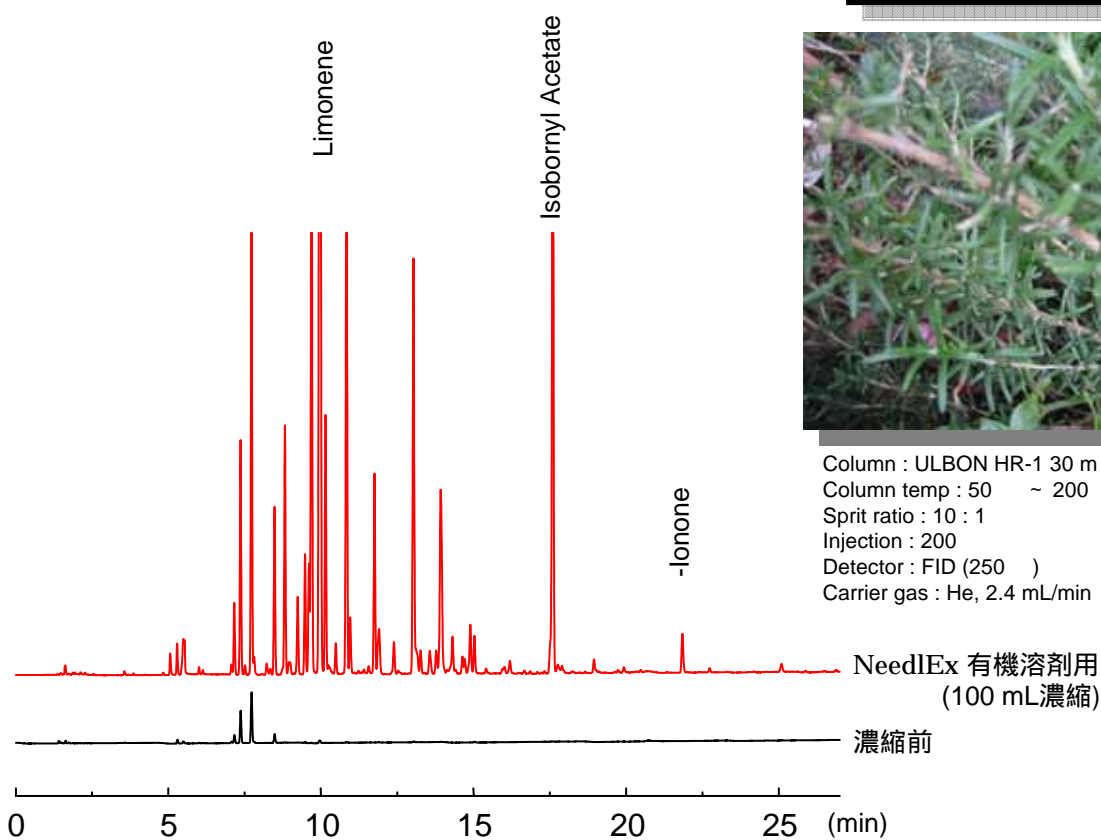 Limonene
Isobornyl Acetate
-Ionone
Column : ULBON HR-1 30 m
Column temp : 50 ~ 200
Sprit ratio : 10 : 1
Injection : 200
Detector : FID (250 )
Carrier gas : He, 2.4 mL/min
NeedlEx 有機溶剤用
(100 mL濃縮)
濃縮前
0 5 10 15 20 25 (min)